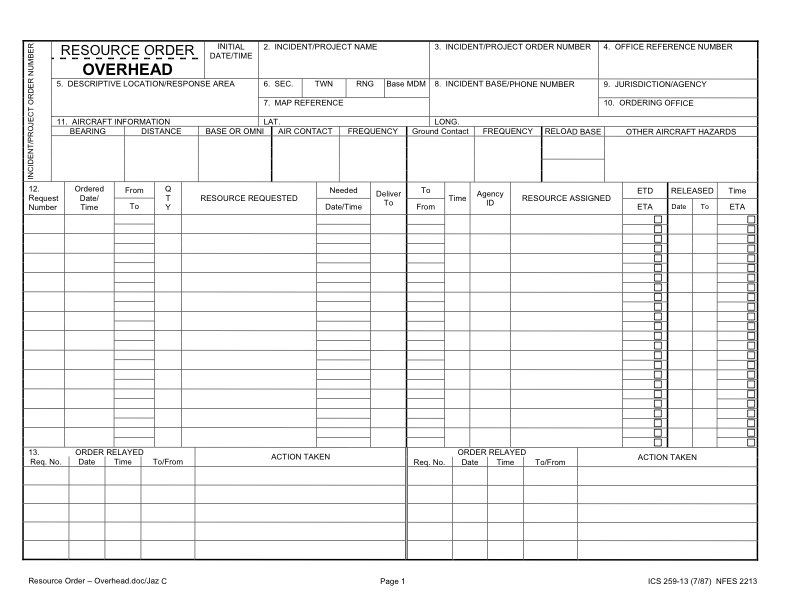 INCIDENT/PROJECT ORDER NUMBER
RESOURCE ORDER
OVERHEAD
INITIAL
DATE/TIME
2. INCIDENT/PROJECT NAME
3. INCIDENT/PROJECT ORDER NUMBER
4. OFFICE REFERENCE NUMBER
5. DESCRIPTIVE LOCATION/RESPONSE AREA
6. SEC. TWN RNG Base MDM
8. INCIDENT BASE/PHONE NUMBER
9. JURISDICTION/AGENCY
7. MAP REFERENCE
10. ORDERING OFFICE
11. AIRCRAFT INFORMATION LAT. LONG.
BEARING DISTANCE BASE OR OMNI AIR CONTACT FREQUENCY Ground Contact FREQUENCY RELOAD BASE OTHER AIRCRAFT HAZARDS
12.
Request
Number
Ordered
Date/
Time
From
To
Q
T
Y
RESOURCE REQUESTED
Needed
Date/Time
Deliver
To
To
From
Time
Agency
ID
RESOURCE ASSIGNED
ETD
ETA
RELEASED
Date To
Time
ETA
13. ORDER RELAYED
Req. No. Date Time To/From
ACTION TAKEN
ORDER RELAYED
Req. No. Date Time To/From
ACTION TAKEN
Resource Order – Overhead.doc/Jaz C Page 1 ICS 259-13 (7/87) NFES 2213